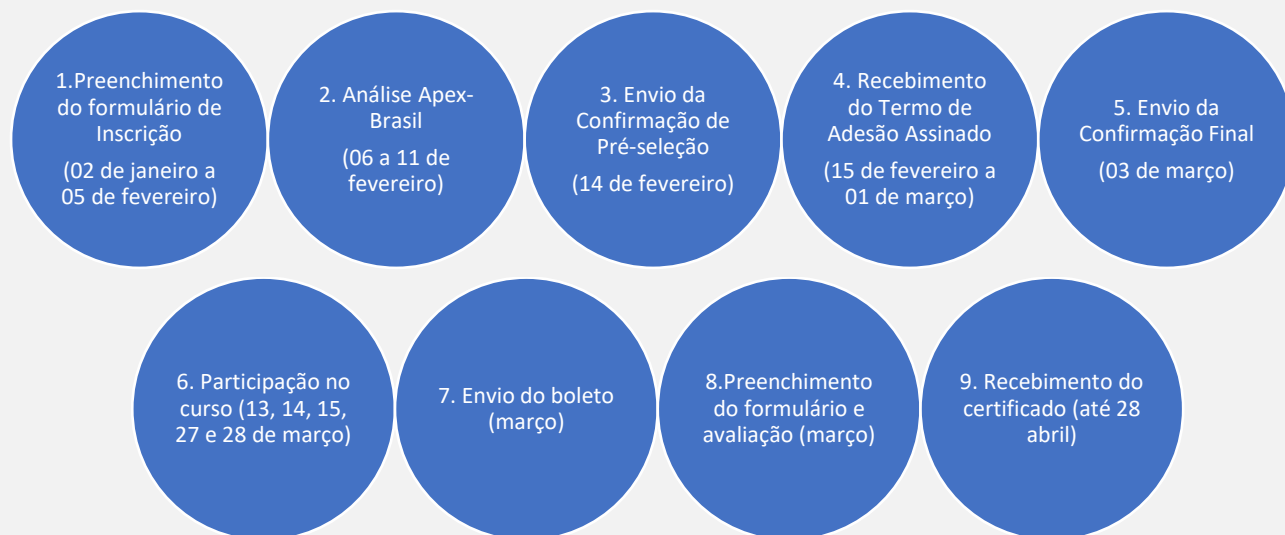 1.Preenchimento
do formulário de
Inscrição
(02 de janeiro a
05 de fevereiro)
2. Análise Apex-
Brasil
(06 a 11 de
fevereiro)
3. Envio da
Confirmação de
Pré-seleção
(14 de fevereiro)
4. Recebimento
do Termo de
Adesão Assinado
(15 de fevereiro a
01 de março)
5. Envio da
Confirmação Final
(03 de março)
6. Participação no
curso (13, 14, 15,
27 e 28 de março)
7. Envio do boleto
(março)
8.Preenchimento
do formulário e
avaliação (março)
9. Recebimento do
certificado (até 28
abril)